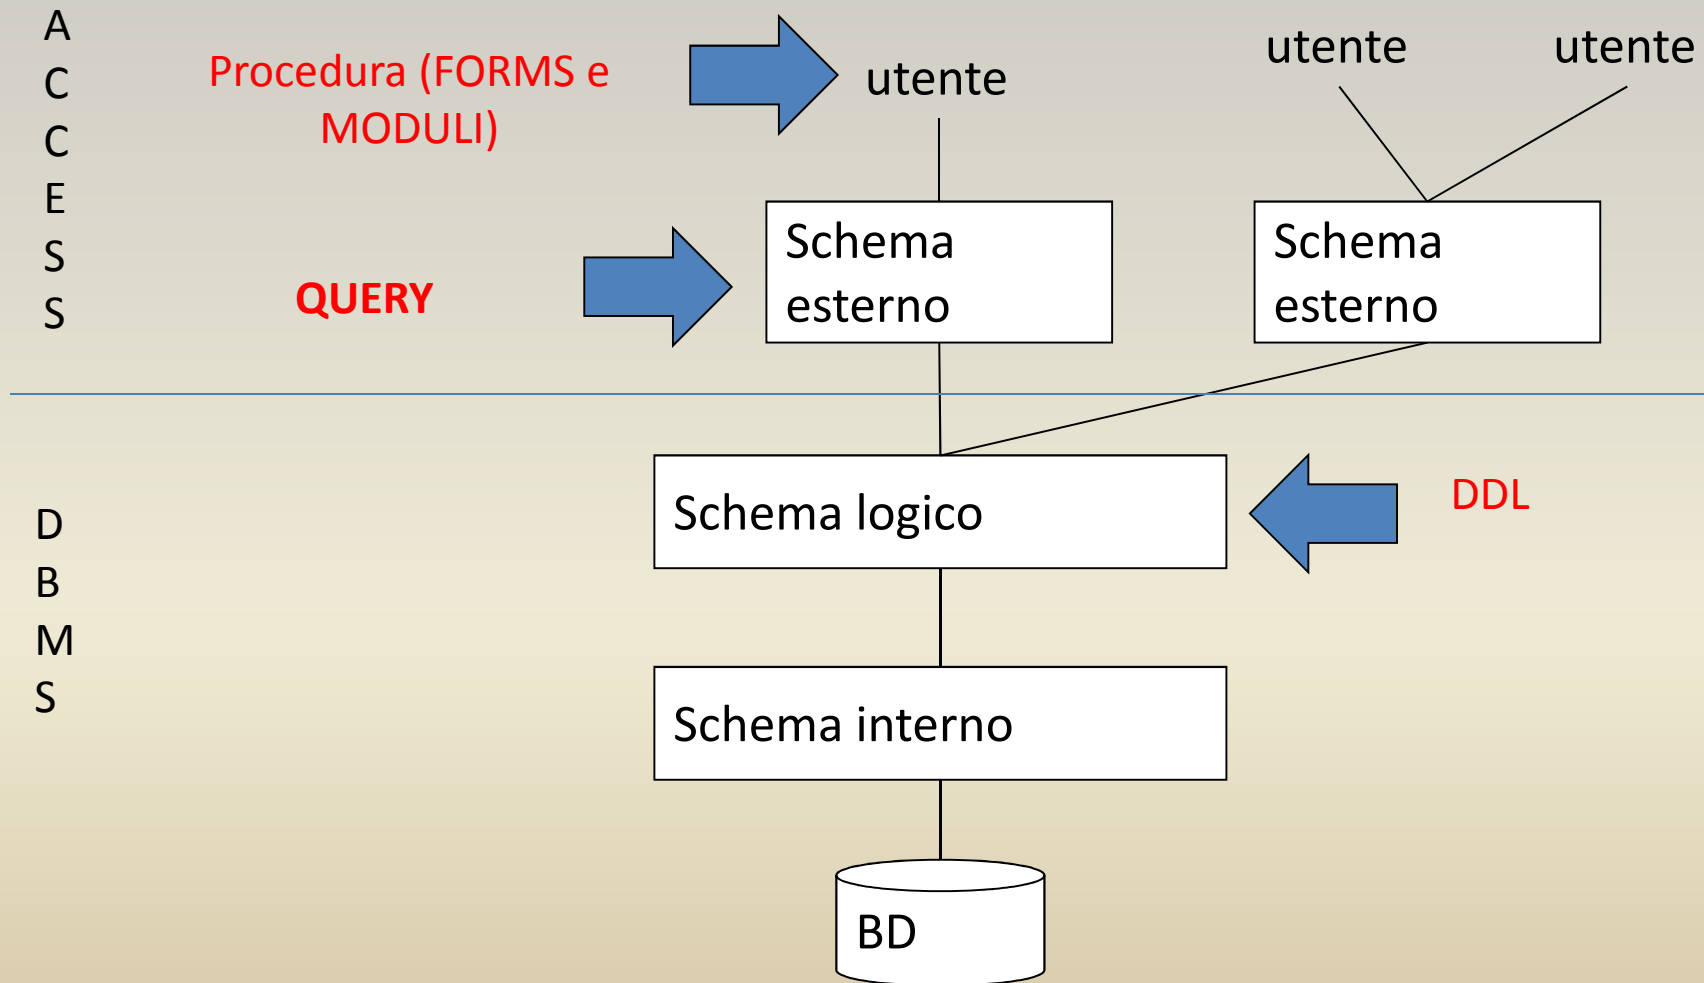 A
C
C
E
S
S
Procedura (FORMS e
MODULI)
utente
utente
utente
QUERY
Schema
esterno
Schema
esterno
D
B
M
S
Schema logico
DDL
Schema interno
BD